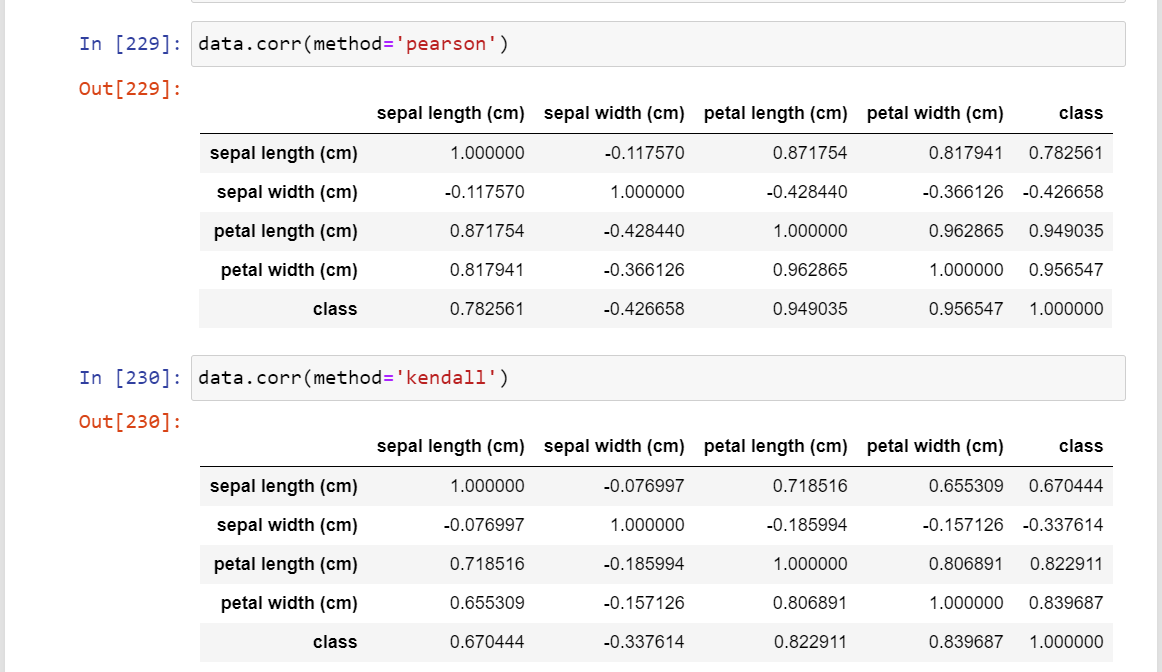 In [229]: data.corr(method='pearson')
Out[229]:
sepal length (cm) sepal width (cm) petal length (cm) petal width (cm) class
sepal length (cm) 1.000000 -0.117570 0.871754 0.817941 0.782561
sepal width (cm) -0.117570 1.000000 -0.428440 -0.366126 -0.426658
petal length (cm) 0.871754 -0.428440 1.000000 0.962865 0.949035
petal width (cm) 0.817941 -0.366126 0.962865 1.000000 0.956547
class 0.782561 -0.426658 0.949035 0.956547 1.000000
In [230]: data.corr(method='kendall')
Out[230]:
sepal length (cm) sepal width (cm) petal length (cm) petal width (cm) class
sepal length (cm) 1.000000 -0.076997 0.718516 0.655309 0.670444
sepal width (cm) -0.076997 1.000000 -0.185994 -0.157126 -0.337614
petal length (cm) 0.718516 -0.185994 1.000000 0.806891 0.822911
petal width (cm) 0.655309 -0.157126 0.806891 1.000000 0.839687
class 0.670444 -0.337614 0.822911 0.839687 1.000000